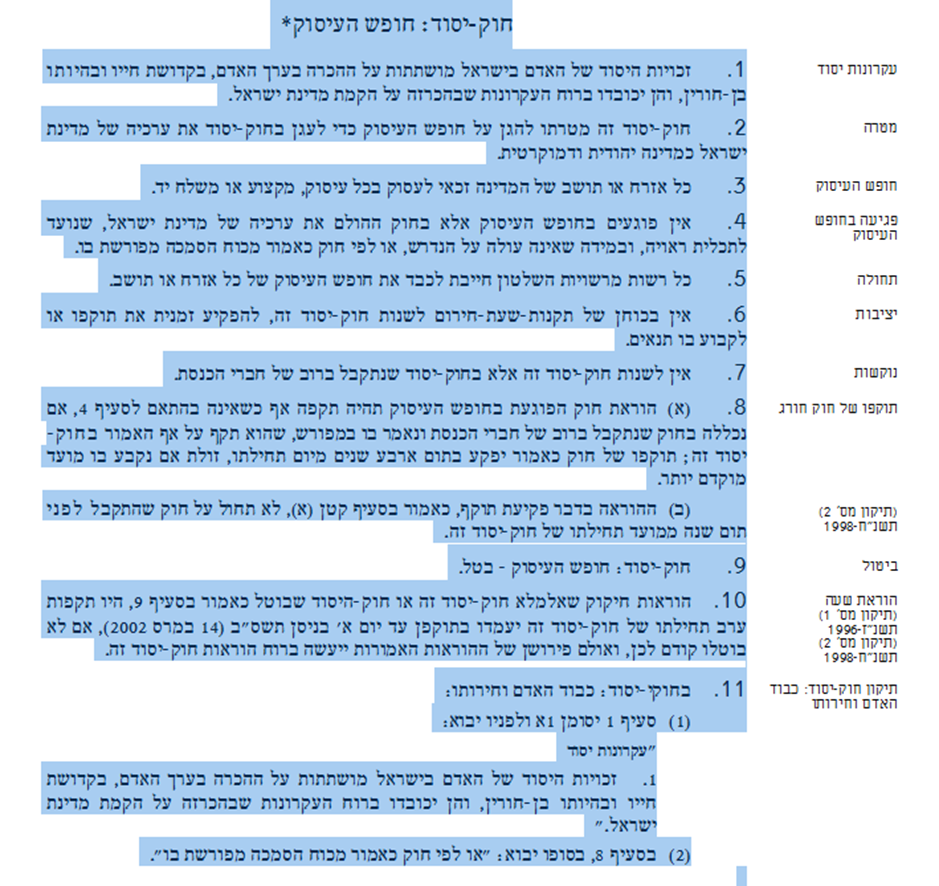 חוק-יסוד: חופש העיסוק*
עקרונות יסוד
1. זכויות היסוד של האדם בישראל מושתתות על ההכרה בערך האדם, בקדושת חייו ובהיותו
בן-חורין, והן יכובדו ברוח העקרונות שבהכרזה על הקמת מדינת ישראל.
מטרה
2. חוק-יסוד זה מטרתו להגן על חופש העיסוק כדי לעגן בחוק-יסוד את ערכיה של מדינת
ישראל כמדינה יהודית ודמוקרטית.
חופש העיסוק
3. כל אזרח או תושב של המדינה זכאי לעסוק בכל עיסוק, מקצוע או משלח יד.
פגיעה בחופש
העיסוק
4. אין פוגעים בחופש העיסוק אלא בחוק ההולם את ערכיה של מדינת ישראל, שנועד
לתכלית ראויה, ובמידה שאינה עולה על הנדרש, או לפי חוק כאמור מכוח הסמכה מפורשת בו.
תחולה
5. כל רשות מרשויות השלטון חייבת לכבד את חופש העיסוק של כל אזרח או תושב.
יציבות
6. אין בכוחן של תקנות-שעת-חירום לשנות חוק-יסוד זה, להפקיע זמנית את תוקפו או
לקבוע בו תנאים.
נוקשות
7. אין לשנות חוק-יסוד זה אלא בחוק-יסוד שנתקבל ברוב של חברי הכנסת.
תוקפו של חוק חורג
8. (א) הוראת חוק הפוגעת בחופש העיסוק תהיה תקפה אף כשאינה בהתאם לסעיף 4, אם
נכללה בחוק שנתקבל ברוב של חברי הכנסת ונאמר בו במפורש, שהוא תקף על אף האמור בחוק-
יסוד זה; תוקפו של חוק כאמור יפקע בתום ארבע שנים מיום תחילתו, זולת אם נקבע בו מועד
מוקדם יותר.
(תיקון מס׳ 2)
תשנ״ח-1998
(ב) ההוראה בדבר פקיעת תוקף, כאמור בסעיף קטן (א), לא תחול על חוק שהתקבל לפני
תום שנה ממועד תחילתו של חוק-יסוד זה.
ביטול
9. חוק-יסוד: חופש העיסוק - בטל.
הוראת שעה
(תיקון מס׳ 1)
תשנ״ז-1996
(תיקון מס׳ 2)
תשנ״ח-1998
10. הוראות חיקוק שאלמלא חוק-יסוד זה או חוק-היסוד שבוטל כאמור בסעיף 9, היו תקפות
ערב תחילתו של חוק-יסוד זה יעמדו בתוקפן עד יום א׳ בניסן תשס״ב (14 במרס 2002), אם לא
בוטלו קודם לכן, ואולם פירושן של ההוראות האמורות ייעשה ברוח הוראות חוק-יסוד זה.
תיקון חוק-יסוד: כבוד
האדם וחירותו
11. בחוקי-יסוד: כבוד האדם וחירותו:
(1) סעיף 1 יסומן 1א ולפניו יבוא:
״עקרונות יסוד
1. זכויות היסוד של האדם בישראל מושתתות על ההכרה בערך האדם, בקדושת
חייו ובהיותו בן-חורין, והן יכובדו ברוח העקרונות שבהכרזה על הקמת מדינת
ישראל.״
(2) בסעיף 8, בסופו יבוא: ״או לפי חוק כאמור מכוח הסמכה מפורשת בו״.